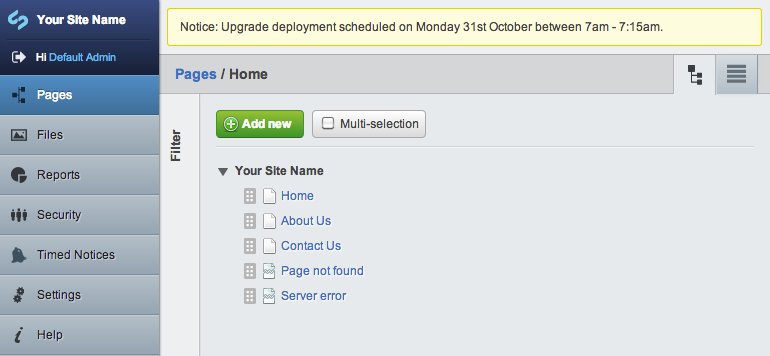 Your Site Name
Hi Default Admin
Pages
Files
Reports
Security
Timed Notices
Settings
Help
Notice: Upgrade deployment scheduled on Monday 31st October between 7am - 7:15am.
Pages / Home
Filter
Add new
Multi-selection
Your Site Name
Home
About Us
Contact Us
Page not found
Server error